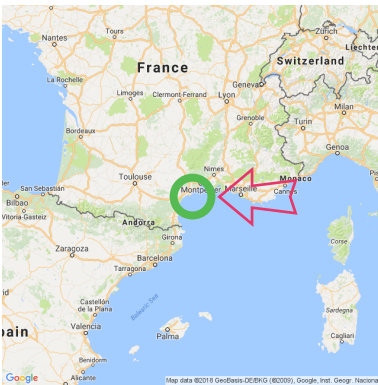 Tours
Zürich
Nantes
Liechter
Switzerland
France
La Rochelle
Geneva
Limoges
Clermont-Ferrand
Lyon
Milan
Grenoble
Turin
Bordeaux
Genoa
Nimes
Monaco
Toulouse
Montpellier
Marseille
Cannes
San Sebastián
Bilbao
Vitoria-Gasteiz
Andorra
Girona
Corse
Zaragoza
Barcelona
Tarragona
Balearic Sea
Castellón
de la Plana
Sardegna
Valencia
Palma
Cagliari
Benidorm
Alicante
Google
Map data ©2018 GeoBasis-DE/BKG (©2009), Google, Inst. Geogr. Naciona